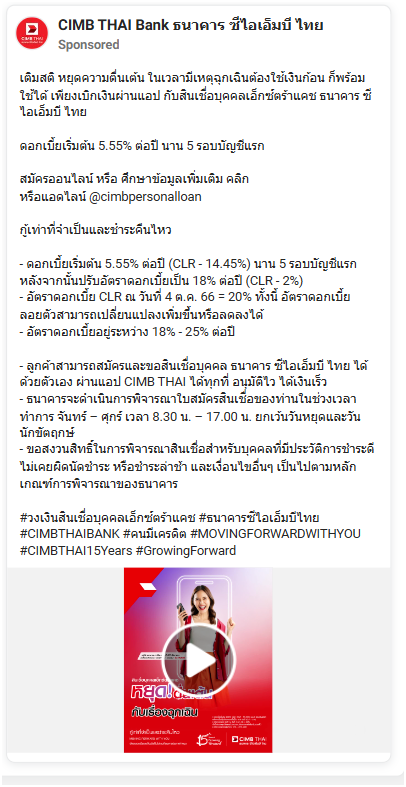 CIMB THAI Bank ธนาคาร ซีไอเอ็มบี ไทย
Sponsored
เติมสติ หยุดความตื่นเต้น ในเวลามีเหตุฉุกเฉินต้องใช้เงินก้อน ก็พร้อม
ใช้ได้ เพียงเบิกเงินผ่านแอป กับสินเชื่อบุคคลเอ็กซ์ตร้าแคช ธนาคาร ซี
ไอเอ็มบี ไทย
ดอกเบี้ยเริ่มต้น 5.55% ต่อปี นาน 5 รอบบัญชีแรก
สมัครออนไลน์ หรือ ศึกษาข้อมูลเพิ่มเติม คลิก
หรือแอดไลน์ @cimbpersonalloan
กู้เท่าที่จำเป็นและชำระคืนไหว
- ดอกเบี้ยเริ่มต้น 5.55% ต่อปี (CLR - 14.45%) นาน 5 รอบบัญชีแรก
หลังจากนั้นปรับอัตราดอกเบี้ยเป็น 18% ต่อปี (CLR - 2%)
- อัตราดอกเบี้ย CLR ณ วันที่ 4 ต.ค. 66 = 20% ทั้งนี้ อัตราดอกเบี้ย
ลอยตัวสามารถเปลี่ยนแปลงเพิ่มขึ้นหรือลดลงได้
- อัตราดอกเบี้ยอยู่ระหว่าง 18% - 25% ต่อปี
- ลูกค้าสามารถสมัครและขอสินเชื่อบุคคล ธนาคาร ซีไอเอ็มบี ไทย ได้
ด้วยตัวเอง ผ่านแอป CIMB THAI ได้ทุกที่ อนุมัติไว ได้เงินเร็ว
- ธนาคารจะดำเนินการพิจารณาใบสมัครสินเชื่อของท่านในช่วงเวลา
ทำการ จันทร์ – ศุกร์ เวลา 8.30 น. – 17.00 น. ยกเว้นวันหยุดและวัน
นักขัตฤกษ์
- ขอสงวนสิทธิ์ในการพิจารณาสินเชื่อสำหรับบุคคลที่มีประวัติการชำระดี
ไม่เคยผิดนัดชำระ หรือชำระล่าช้า และเงื่อนไขอื่นๆ เป็นไปตามหลัก
เกณฑ์การพิจารณาของธนาคาร
#วงเงินสินเชื่อบุคคลเอ็กซ์ตร้าแคช #ธนาคารซีไอเอ็มบีไทย
#CIMBTHAIBANK #คนมีเครดิต #MOVINGFORWARDWITHYOU
#CIMBTHAI15Years #GrowingForward
หยุด!
กับเรื่องฉุกเฉิน
CIMB THAI